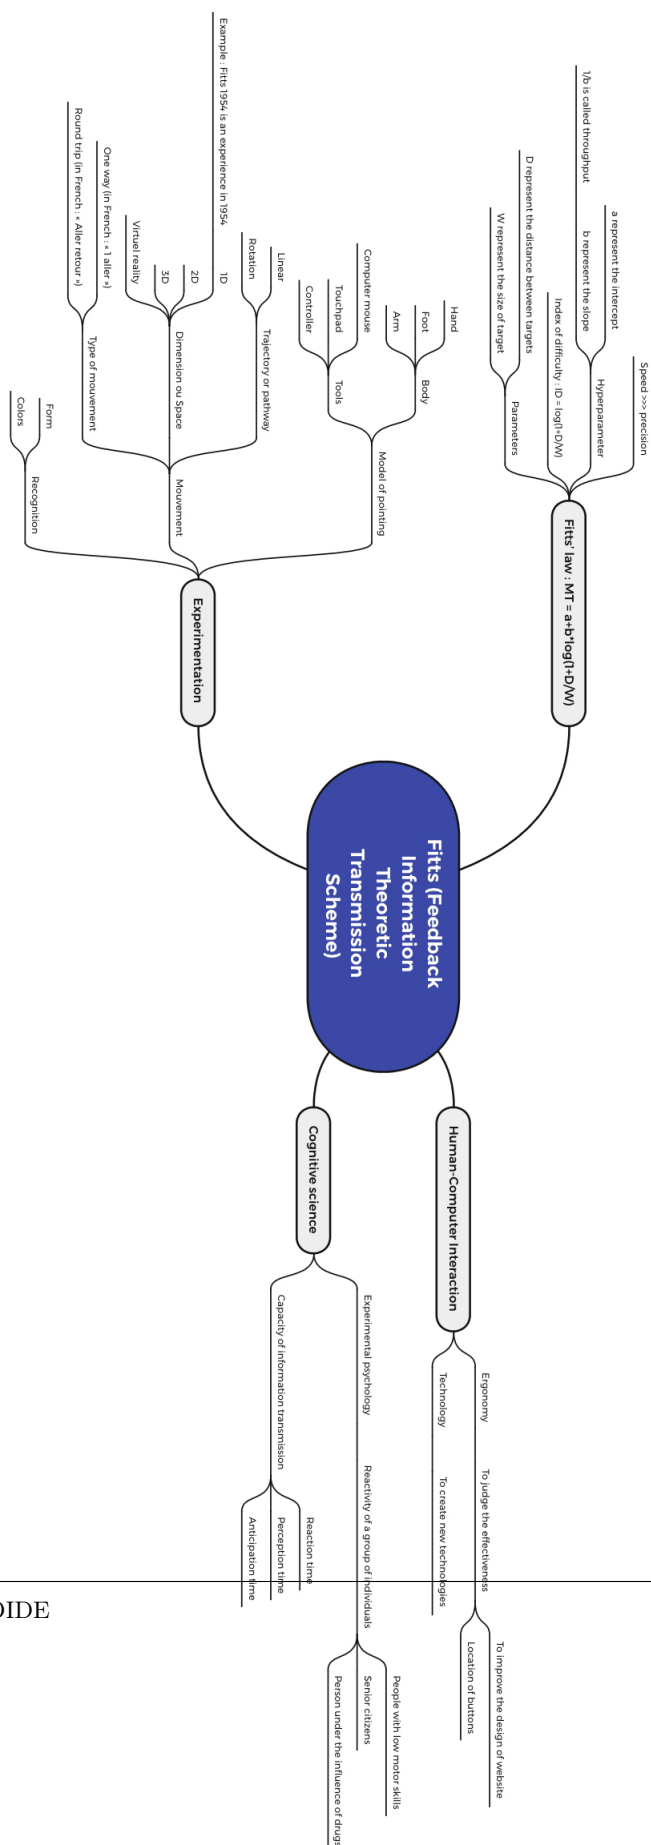 Fitts (Feedback
Information
Theoretic
Transmission
Scheme)
Fitts' law : MT = a+b*log(1+D/W)
Speed >>> precision
Hyperparameter
a represent the intercept
b represent the slope
1/b is called throughput
Index of difficulty : ID = log(1+D/W)
Parameters
D represent the distance between targets
W represent the size of target
Experimentation
Model of pointing
Body
Hand
Foot
Arm
Tools
Computer mouse
Touchpad
Controller
Mouvement
Trajectory or pathway
Linear
Rotation
Dimension ou Space
1D
Example : Fitts 1954 is an experience in 1954
2D
3D
Virtuel reality
Type of mouvement
One way (in French : « 1 aller »)
Round trip (in French : « Aller retour »)
Recognition
Form
Colors
Human-Computer Interaction
Ergonomy
To judge the effectiveness
To improve the design of website
Location of buttons
Technology
To create new technologies
Cognitive science
Experimental psychology
Reactivity of a group of individuals
People with low motor skills
Senior citizens
Person under the influence of drugs
Capacity of information transmission
Reaction time
Perception time
Anticipation time
OIDE